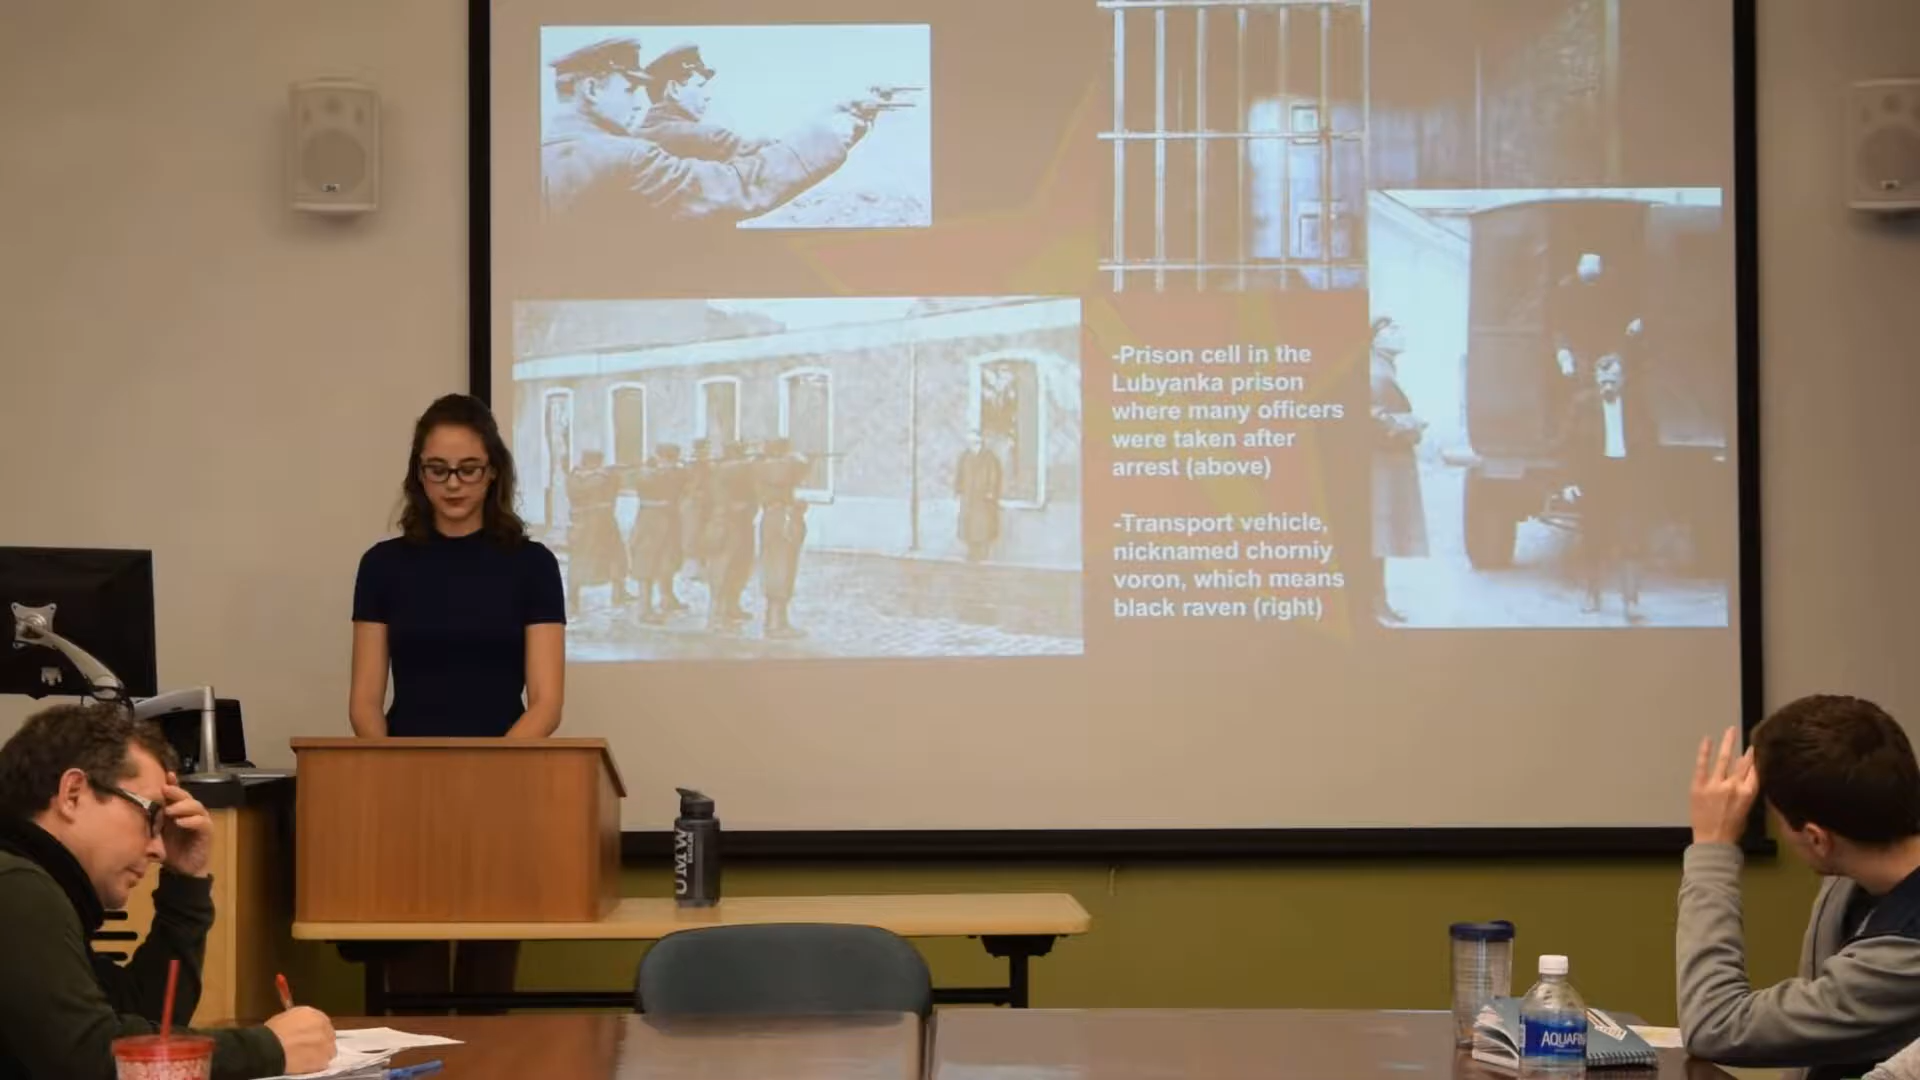 -Prison cell in the
Lubyanka prison
where many officers
were taken after
arrest (above)
-Transport vehicle,
nicknamed chorniy
voron, which means
black raven (right)
UMW
EAGLES
AQUAFINA